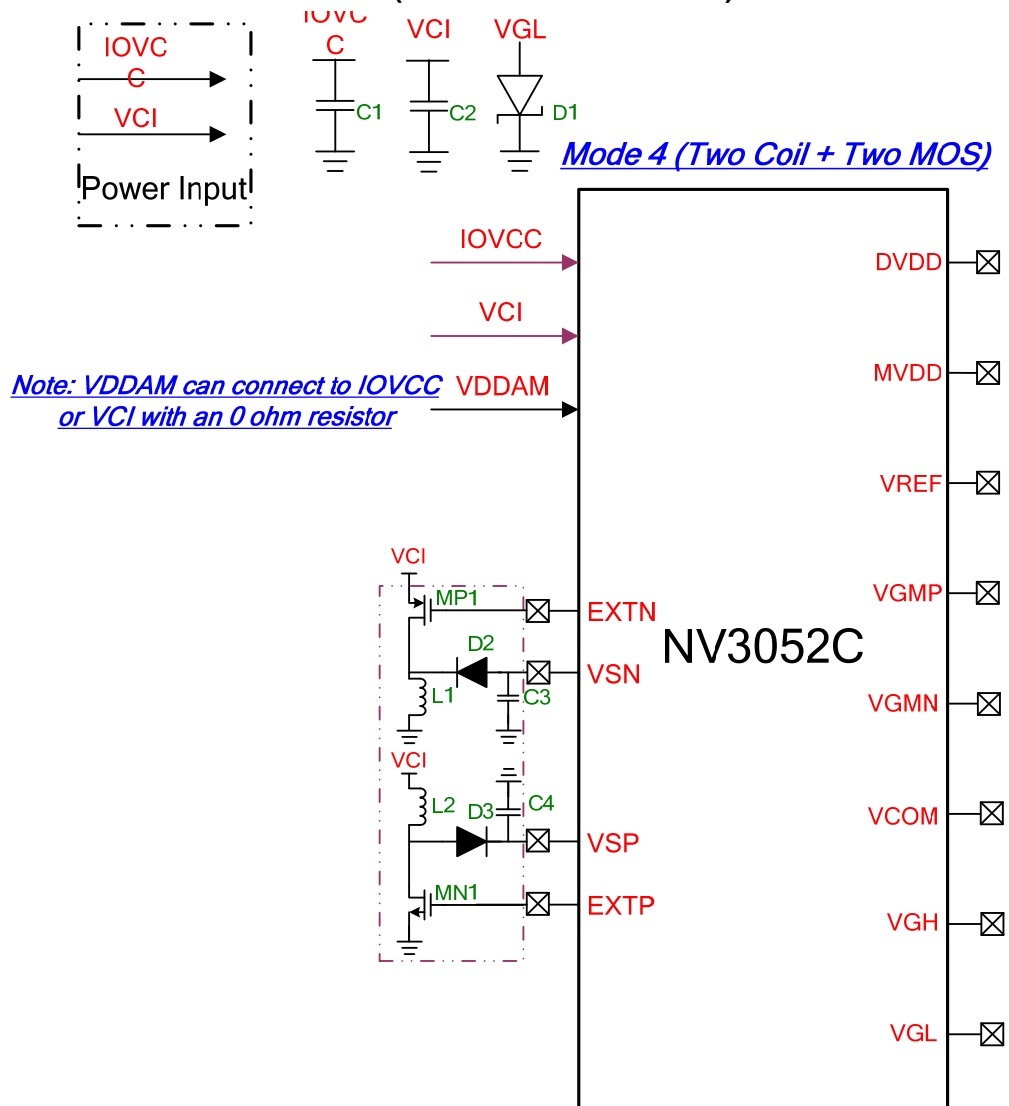 IOVC
C
VCI
Power Input
IOVC
C
C1
VCI
C2
VGL
D1
Mode 4 (Two Coil + Two MOS)
IOVCC
VCI
Note: VDDAM can connect to IOVCC
or VCI with an 0 ohm resistor
VDDAM
VCI
MP1
D2
L1
C3
VCI
L2
D3
C4
MN1
EXTN
VSN
VSP
EXTP
NV3052C
DVDD
MVDD
VREF
VGMP
VGMN
VCOM
VGH
VGL